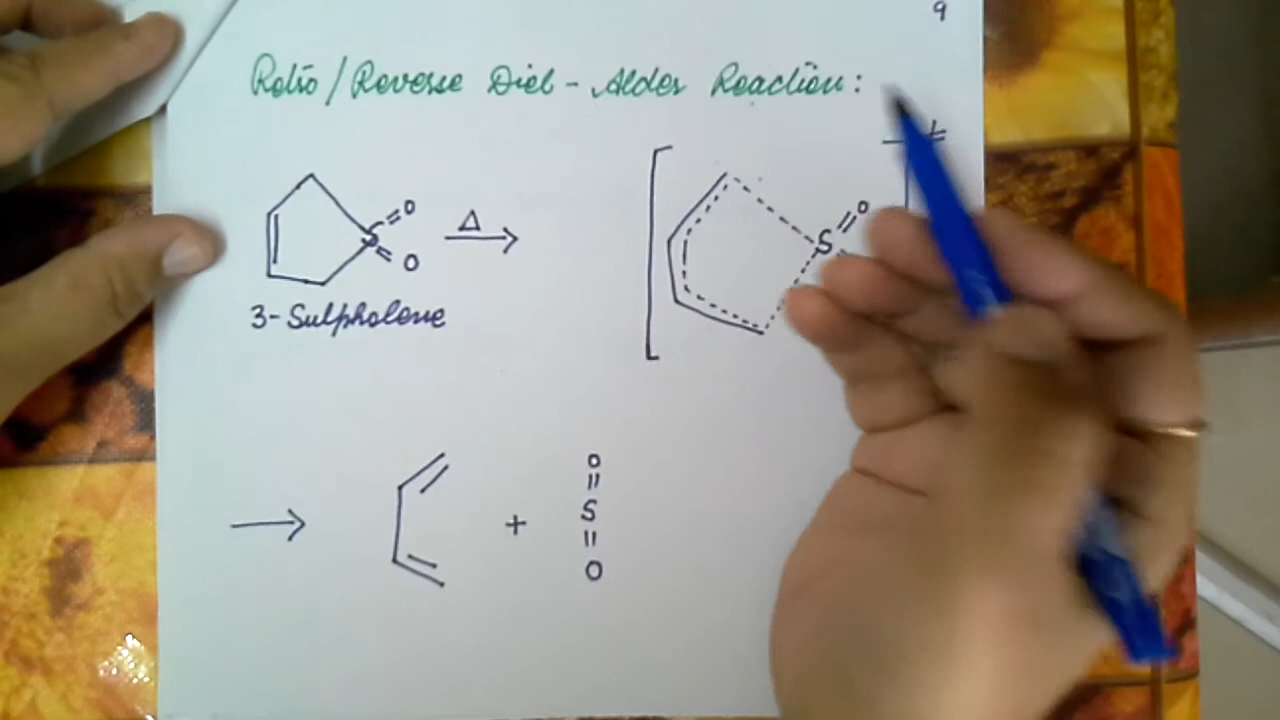 9
Retro/Reverse Diel-Alder Reaction:
O
S
O
Δ
3-Sulpholene
O
S
‡
+
O
S
O